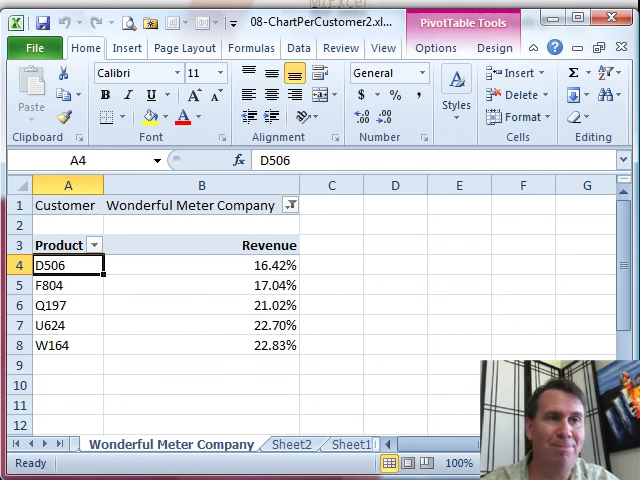 MrExcel
08-ChartPerCustomer2.xl...
PivotTable Tools
File Home Insert Page Layout Formulas Data Review View Options Design
Paste
Calibri 11
General
Insert
Delete
Format
Styles
Clipboard Font Alignment Number Cells Editing
A4 fx D506
A B C D E F G
1 Customer Wonderful Meter Company
2
3 Product Revenue
4 D506 16.42%
5 F804 17.04%
6 Q197 21.02%
7 U624 22.70%
8 W164 22.83%
9
10
11
12
Wonderful Meter Company Sheet2 Sheet1
Ready 100%